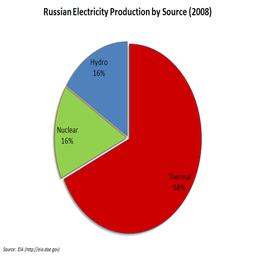 Russian Electricity Production by Source (2008)
Hydro
16%
Nuclear
16%
Thermal
68%
Source: EIA (http://eia.doe.gov)